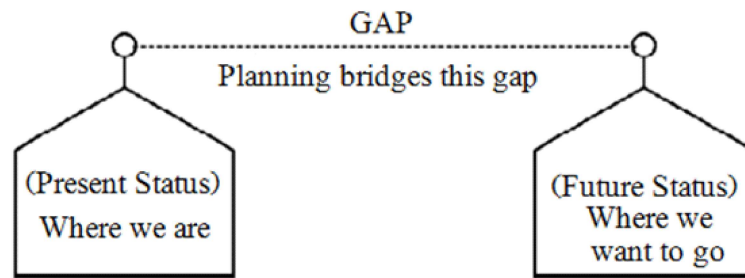 GAP
Planning bridges this gap
(Present Status)
Where we are
(Future Status)
Where we
want to go